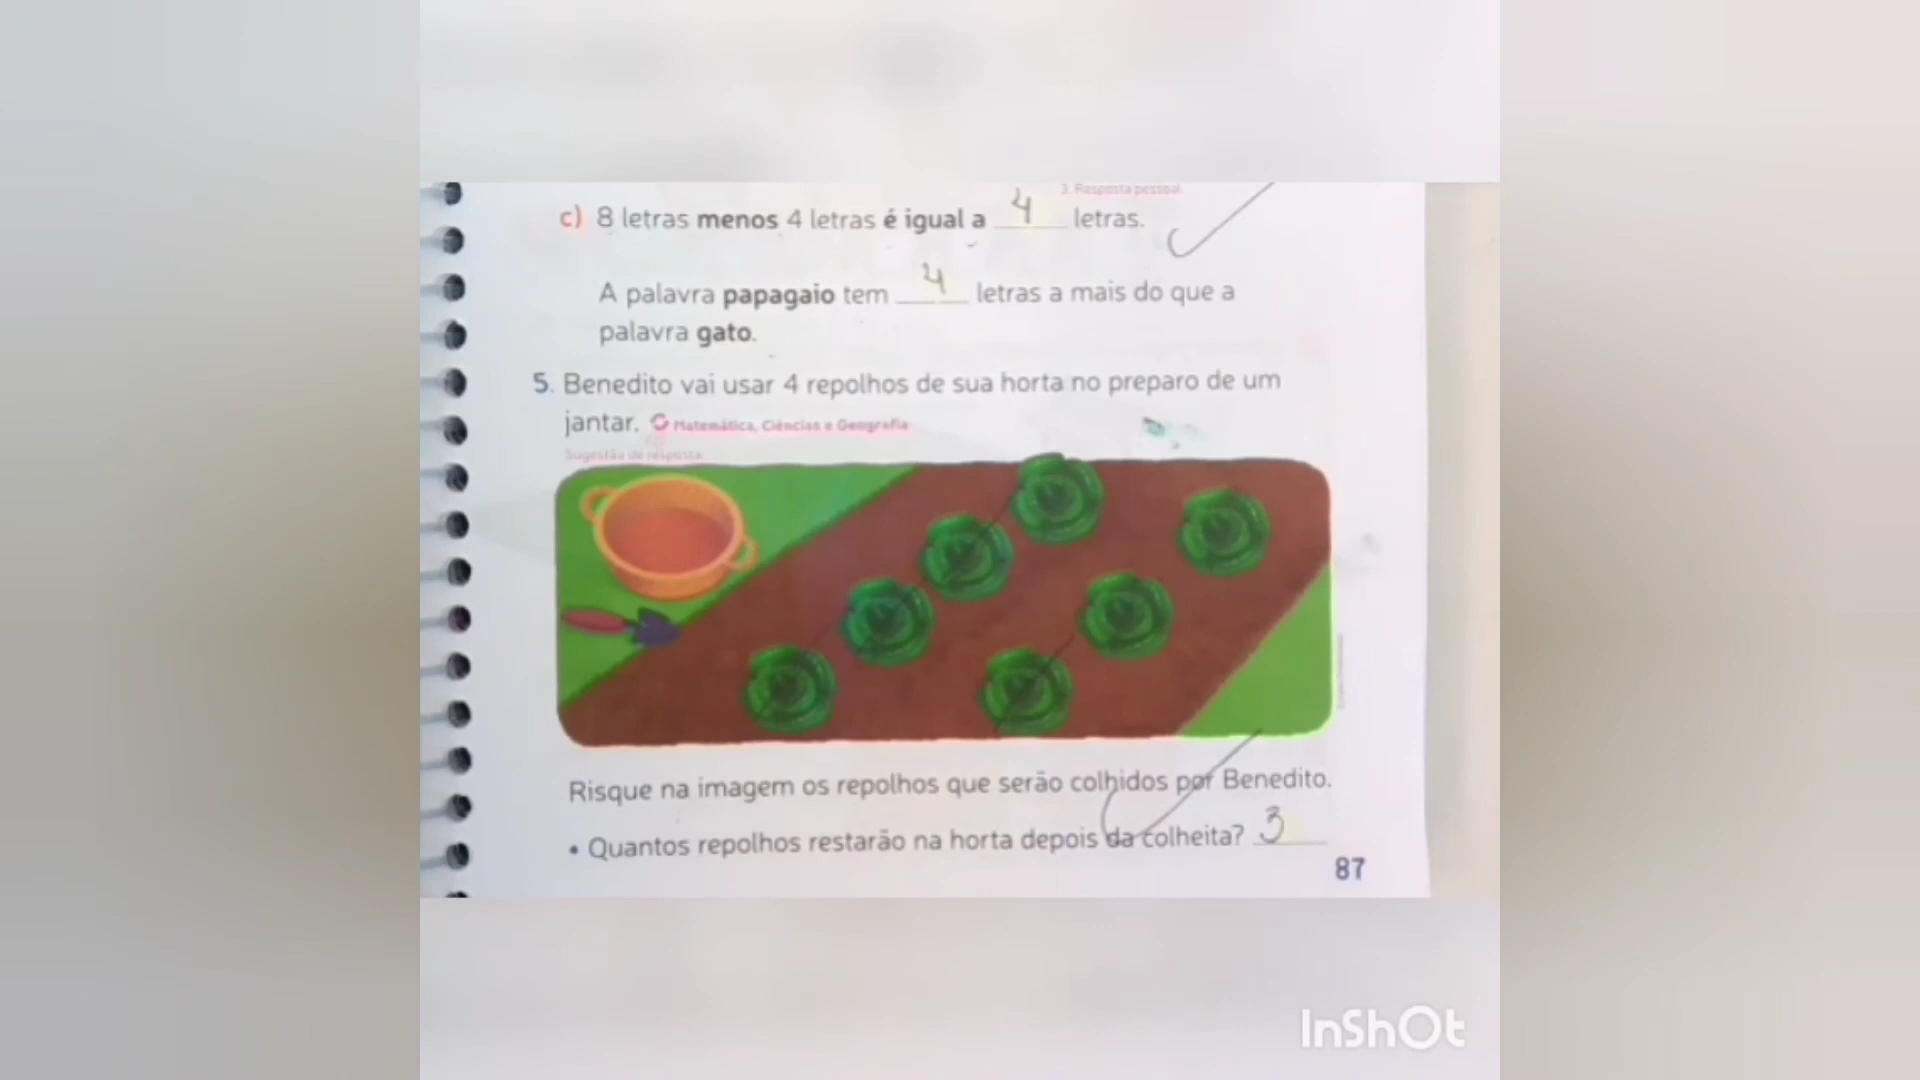 3. Resposta pessoal.
c) 8 letras menos 4 letras é igual a 4 letras.
A palavra papagaio tem 4 letras a mais do que a
palavra gato.
5. Benedito vai usar 4 repolhos de sua horta no preparo de um
jantar. Matemática, Ciências e Geografia
Sugestão de resposta.
Risque na imagem os repolhos que serão colhidos por Benedito.
• Quantos repolhos restarão na horta depois da colheita? 3
87
InShOt